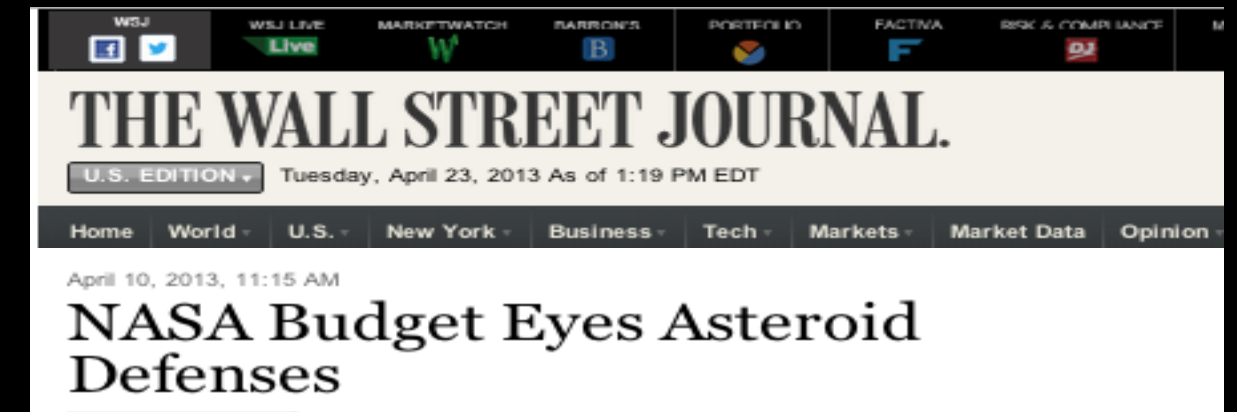 WSJ WSJ LIVE MARKETWATCH BARRON'S PORTFOLIO FACTIVA RISK & COMPLIANCE M
Live W B F DJ
THE WALL STREET JOURNAL.
U.S. EDITION Tuesday, April 23, 2013 As of 1:19 PM EDT
Home World U.S. New York Business Tech Markets Market Data Opinion
April 10, 2013, 11:15 AM
NASA Budget Eyes Asteroid
Defenses